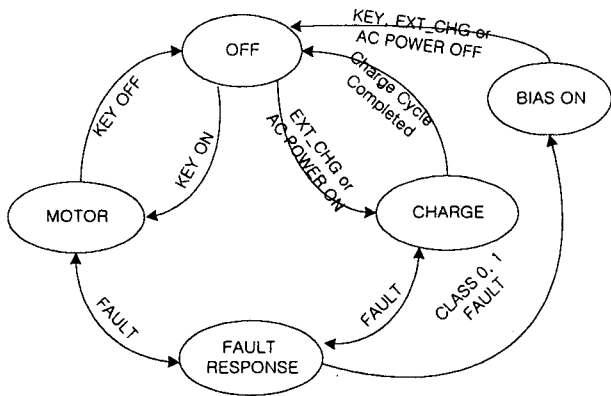 KEY, EXT_CHG or
AC POWER OFF
OFF
BIAS ON
Charge Cycle
Completed
KEY OFF
KEY ON
EXT_CHG or
AC POWER ON
MOTOR
CHARGE
CLASS 0, 1
FAULT
FAULT
FAULT
FAULT
RESPONSE